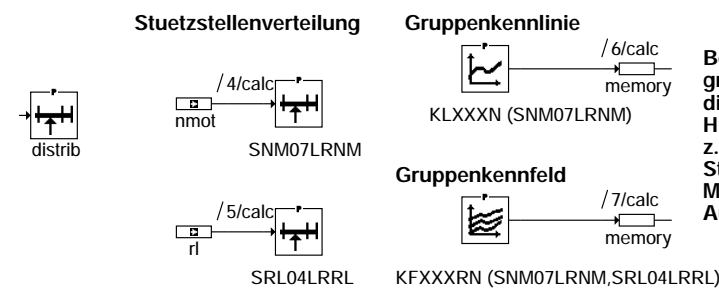 Stuetzstellenverteilung
Gruppenkennlinie
P
distrib
/4/calc
P
nmot
SNM07LRNM
P
/6/calc
memory
KLXXXN (SNM07LRNM)
Gruppenkennfeld
/5/calc
P
rl
SRL04LRRL
P
/7/calc
memory
KFXXXRN (SNM07LRNM,SRL04LRRL)